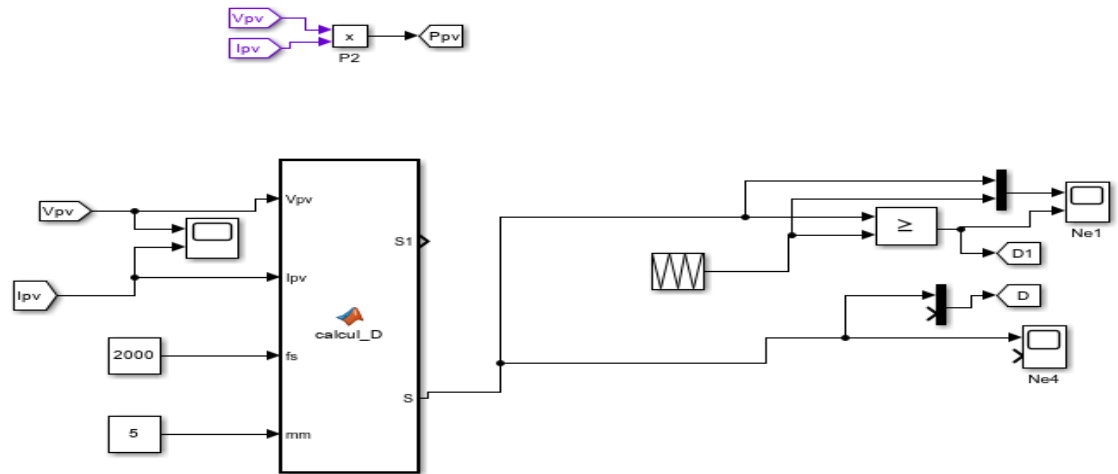 Vpv
Ipv
x
P2
Ppv
Vpv
Ipv
2000
5
Vpv
Ipv
fs
mm
calcul_D
S1
S
≥
Ne1
D1
D
Ne4